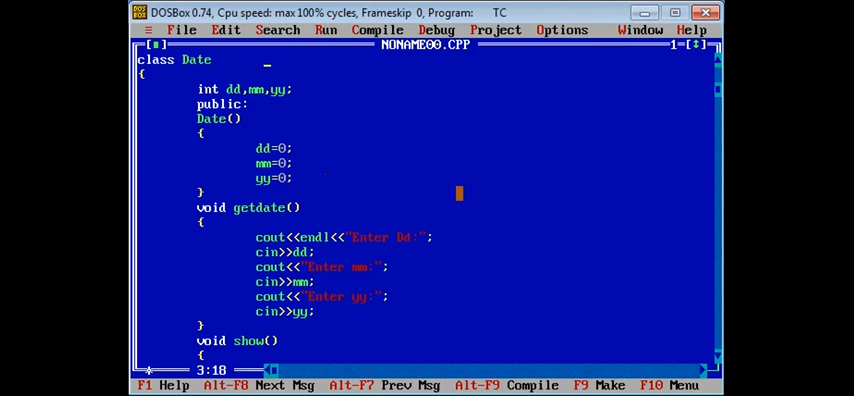 DOSBox 0.74, Cpu speed: max 100% cycles, Frameskip 0, Program: TC
≡ File Edit Search Run Compile Debug Project Options Window Help
[■] NONAME00.CPP 1=[↕]
class Date
{
int dd,mm,yy;
public:
Date()
{
dd=0;
mm=0;
yy=0;
}
void getdate()
{
cout<<endl<<"Enter Dd:";
cin>>dd;
cout<<"Enter mm:";
cin>>mm;
cout<<"Enter yy:";
cin>>yy;
}
void show()
{
* 3:18
F1 Help Alt-F8 Next Msg Alt-F7 Prev Msg Alt-F9 Compile F9 Make F10 Menu